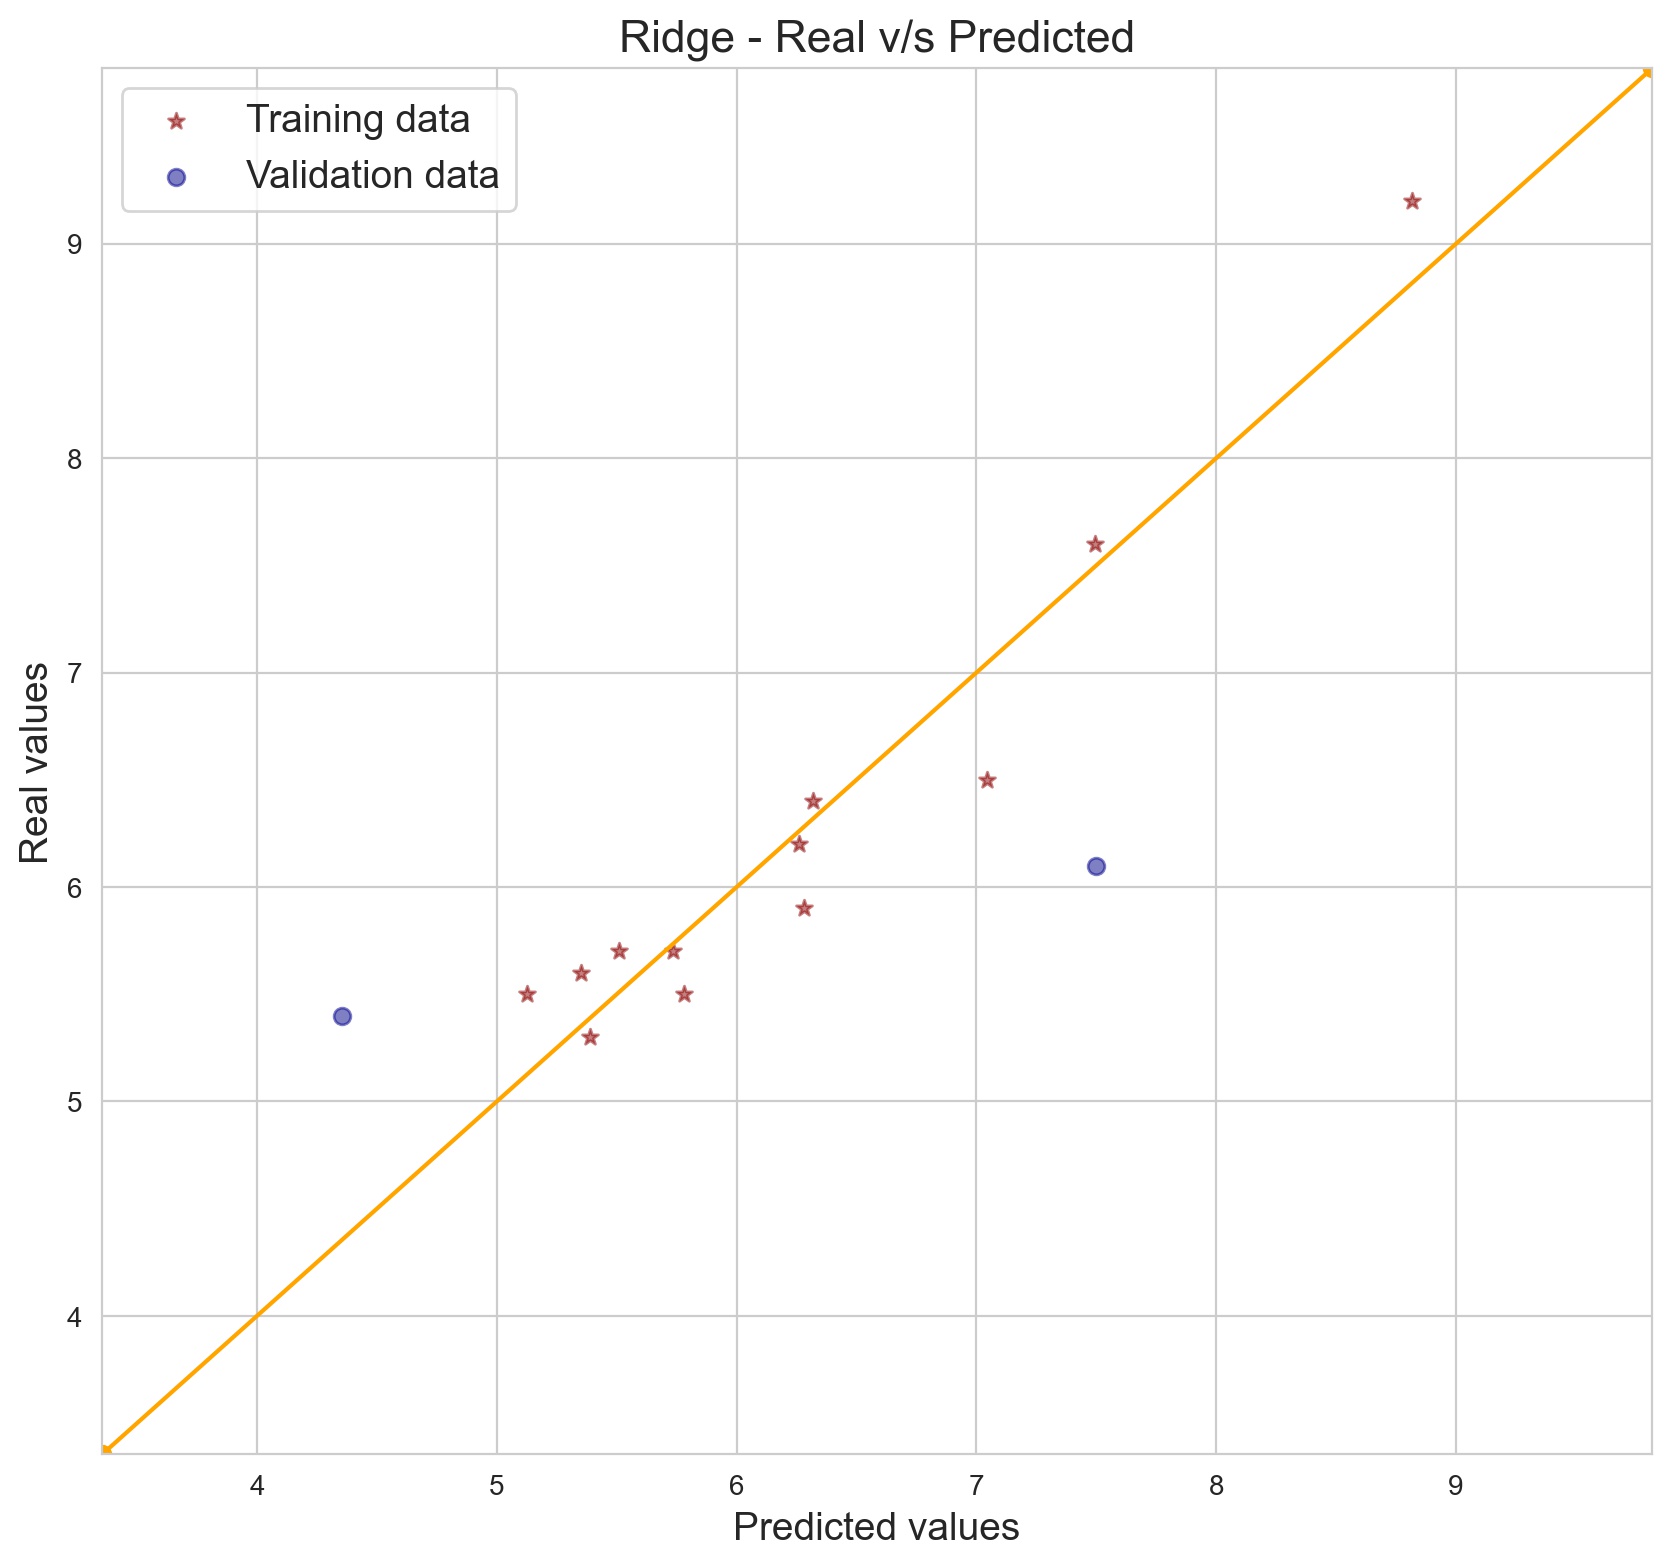 Ridge - Real v/s Predicted
Training data
Validation data
9
8
7
6
5
4
Real values
4 5 6 7 8 9
Predicted values